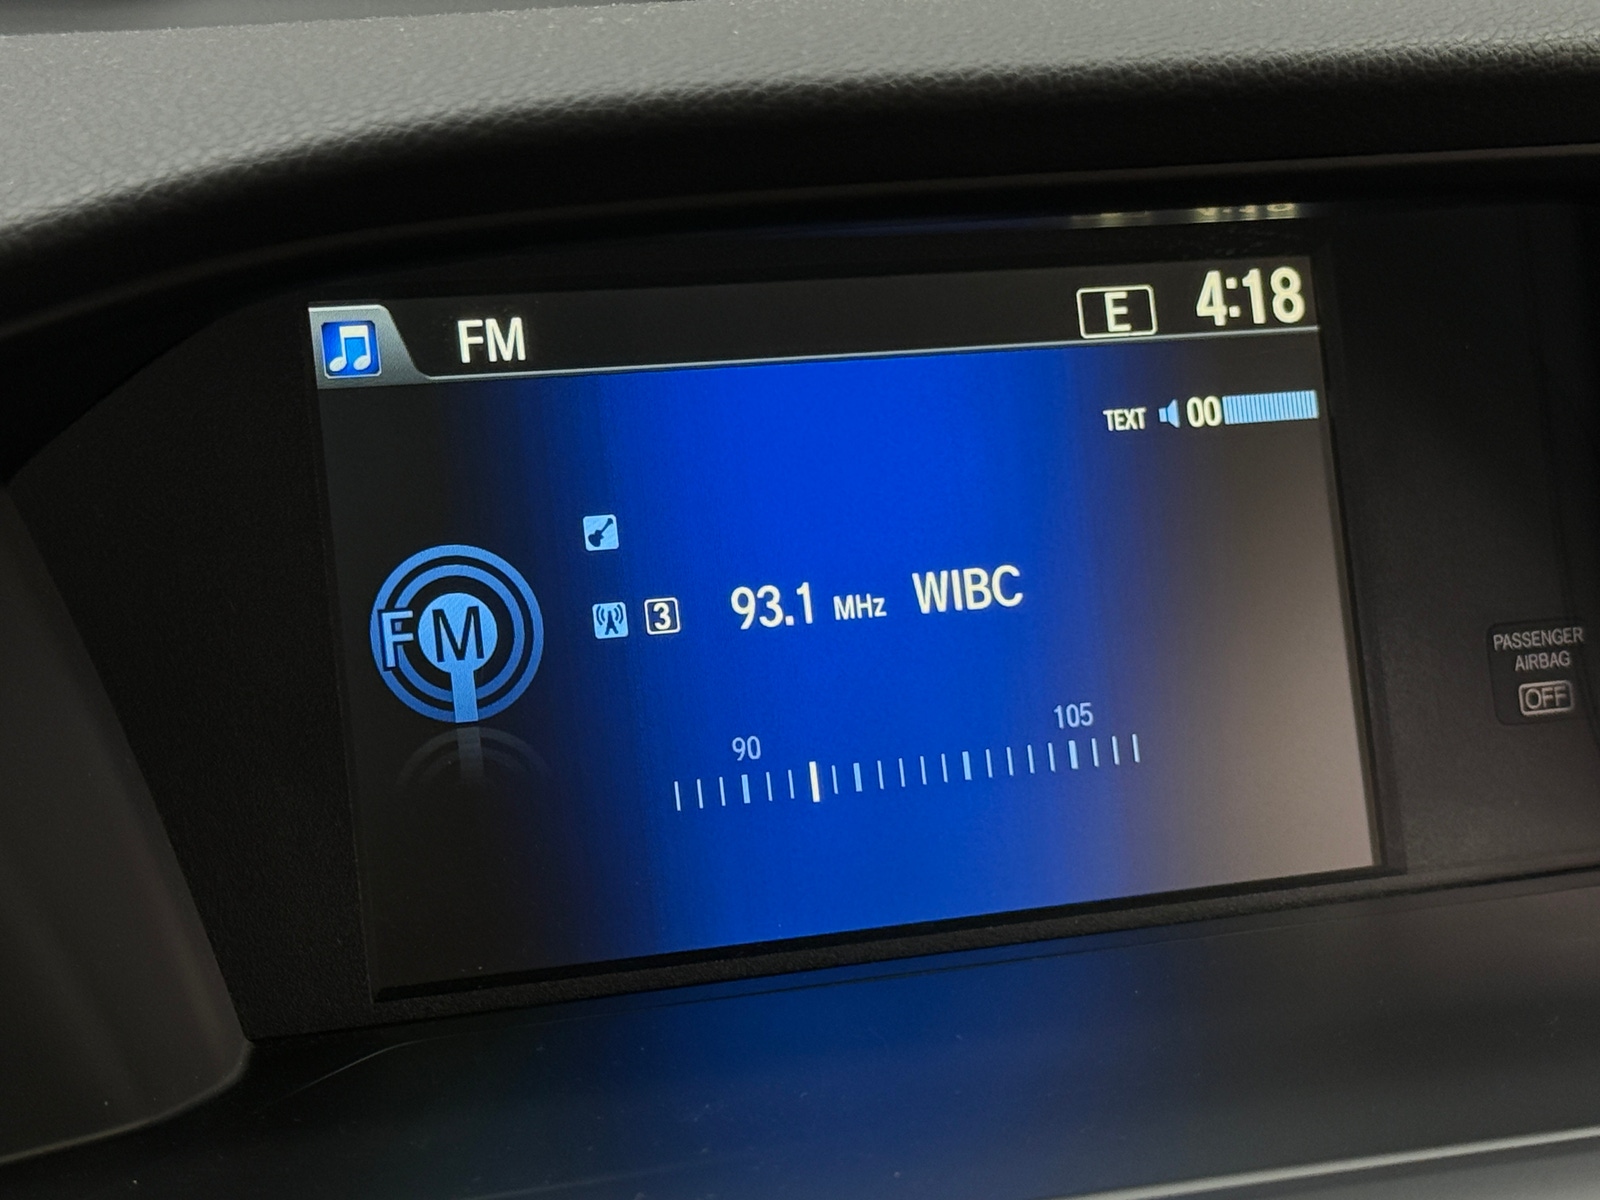 FM
E 4:18
TEXT 00
FM
3 93.1 MHz WIBC
90 105
PASSENGER
AIRBAG
OFF